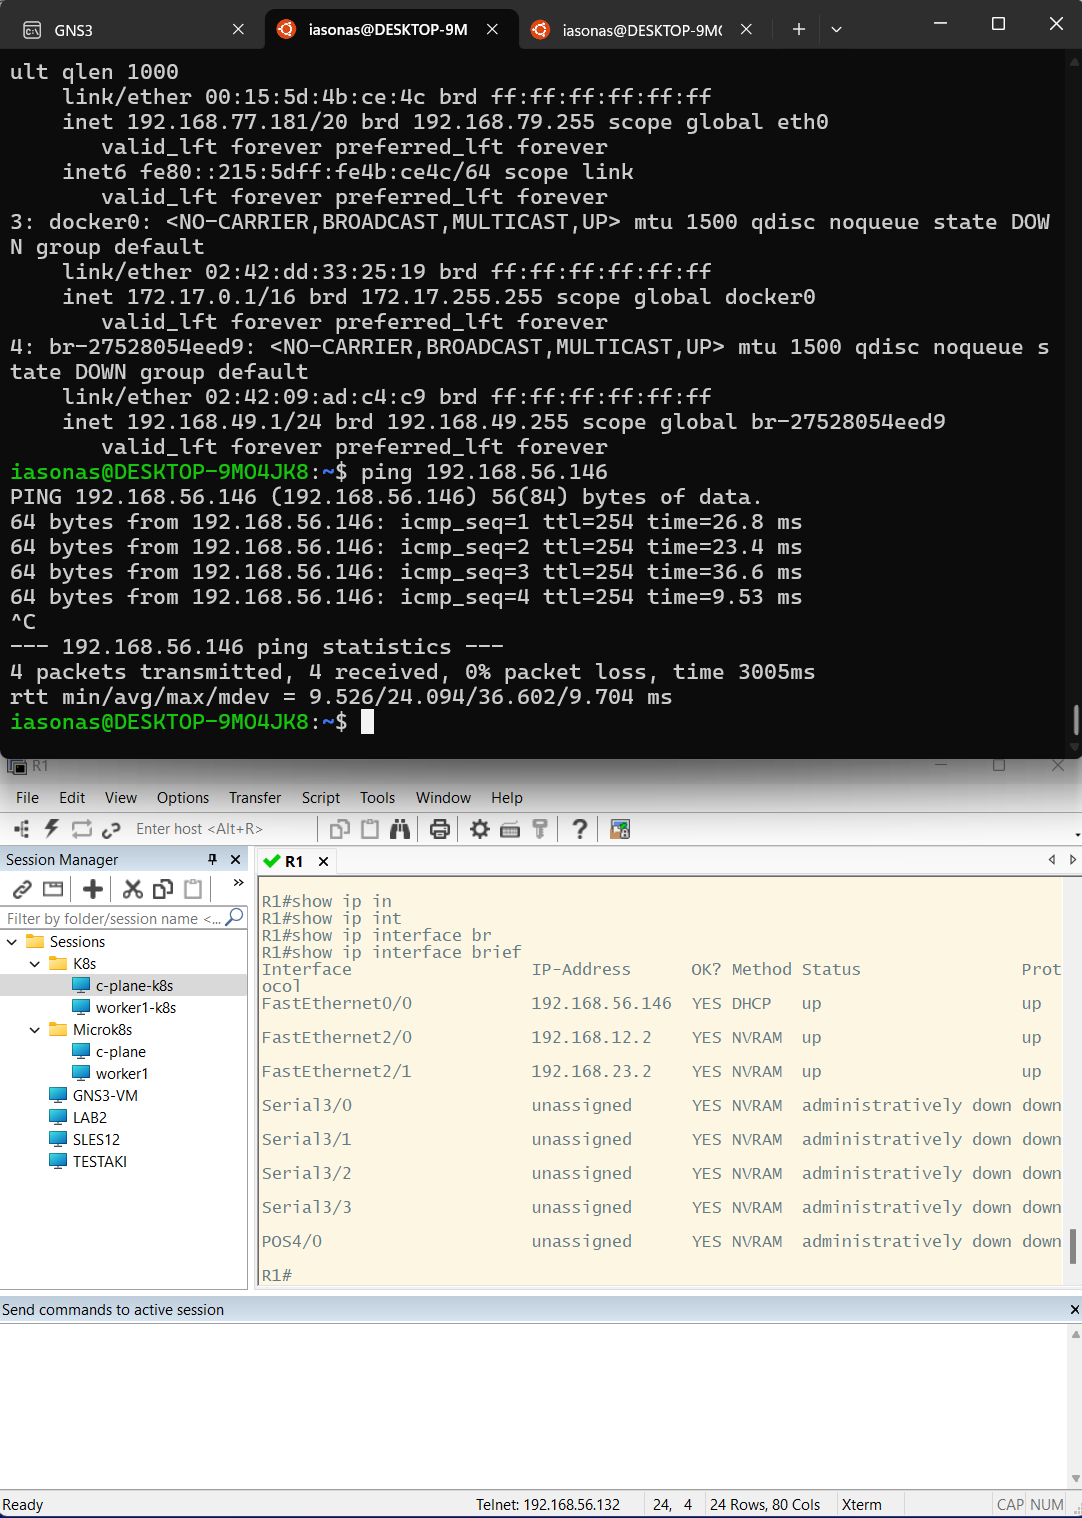 GNS3
iasonas@DESKTOP-9M
iasonas@DESKTOP-9M
ult qlen 1000
link/ether 00:15:5d:4b:ce:4c brd ff:ff:ff:ff:ff:ff
inet 192.168.77.181/20 brd 192.168.79.255 scope global eth0
valid_lft forever preferred_lft forever
inet6 fe80::215:5dff:fe4b:ce4c/64 scope link
valid_lft forever preferred_lft forever
3: docker0: <NO-CARRIER,BROADCAST,MULTICAST,UP> mtu 1500 qdisc noqueue state DOW
N group default
link/ether 02:42:dd:33:25:19 brd ff:ff:ff:ff:ff:ff
inet 172.17.0.1/16 brd 172.17.255.255 scope global docker0
valid_lft forever preferred_lft forever
4: br-27528054eed9: <NO-CARRIER,BROADCAST,MULTICAST,UP> mtu 1500 qdisc noqueue s
tate DOWN group default
link/ether 02:42:09:ad:c4:c9 brd ff:ff:ff:ff:ff:ff
inet 192.168.49.1/24 brd 192.168.49.255 scope global br-27528054eed9
valid_lft forever preferred_lft forever
iasonas@DESKTOP-9MO4JK8:~$ ping 192.168.56.146
PING 192.168.56.146 (192.168.56.146) 56(84) bytes of data.
64 bytes from 192.168.56.146: icmp_seq=1 ttl=254 time=26.8 ms
64 bytes from 192.168.56.146: icmp_seq=2 ttl=254 time=23.4 ms
64 bytes from 192.168.56.146: icmp_seq=3 ttl=254 time=36.6 ms
64 bytes from 192.168.56.146: icmp_seq=4 ttl=254 time=9.53 ms
^C
--- 192.168.56.146 ping statistics ---
4 packets transmitted, 4 received, 0% packet loss, time 3005ms
rtt min/avg/max/mdev = 9.526/24.094/36.602/9.704 ms
iasonas@DESKTOP-9MO4JK8:~$
R1
File Edit View Options Transfer Script Tools Window Help
Enter host <Alt+R>
Session Manager
Filter by folder/session name <...
Sessions
K8s
c-plane-k8s
worker1-k8s
Microk8s
c-plane
worker1
GNS3-VM
LAB2
SLES12
TESTAKI
R1
R1#show ip in
R1#show ip int
R1#show ip interface br
R1#show ip interface brief
Interface IP-Address OK? Method Status Prot
ocol
FastEthernet0/0 192.168.56.146 YES DHCP up up
FastEthernet2/0 192.168.12.2 YES NVRAM up up
FastEthernet2/1 192.168.23.2 YES NVRAM up up
Serial3/0 unassigned YES NVRAM administratively down down
Serial3/1 unassigned YES NVRAM administratively down down
Serial3/2 unassigned YES NVRAM administratively down down
Serial3/3 unassigned YES NVRAM administratively down down
POS4/0 unassigned YES NVRAM administratively down down
R1#
Send commands to active session
Ready Telnet: 192.168.56.132 24, 4 24 Rows, 80 Cols Xterm CAP NUM